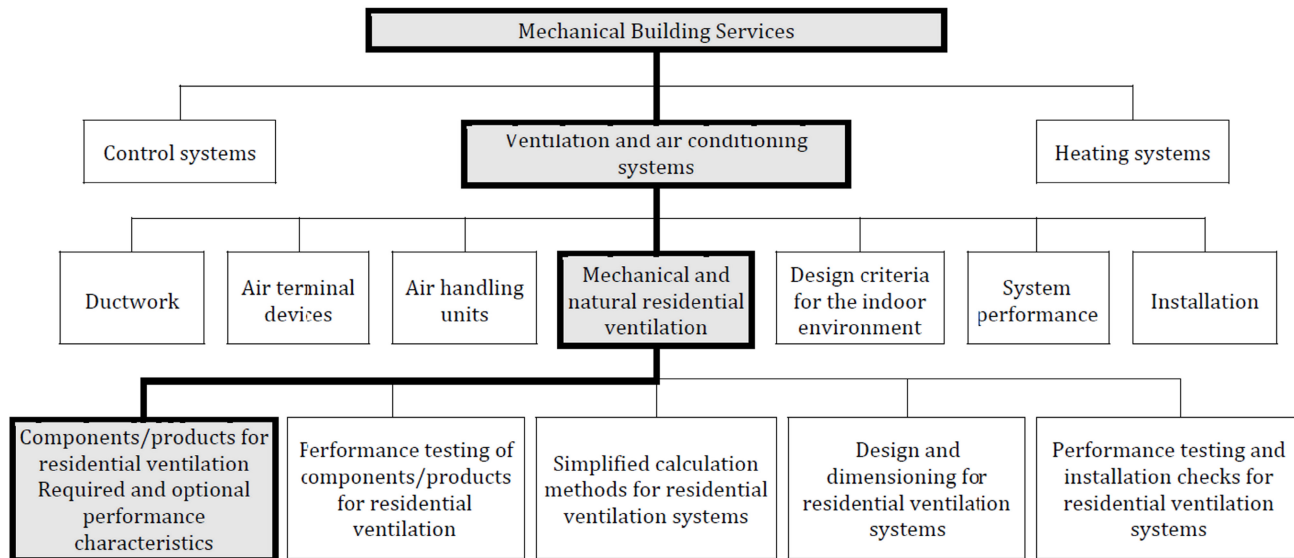 Mechanical Building Services
Control systems
Ventilation and air conditioning
systems
Heating systems
Ductwork
Air terminal
devices
Air handling
units
Mechanical and
natural residential
ventilation
Design criteria
for the indoor
environment
System
performance
Installation
Components/products for
residential ventilation
Required and optional
performance
characteristics
Performance testing of
components/products
for residential
ventilation
Simplified calculation
methods for residential
ventilation systems
Design and
dimensioning for
residential ventilation
systems
Performance testing and
installation checks for
residential ventilation
systems